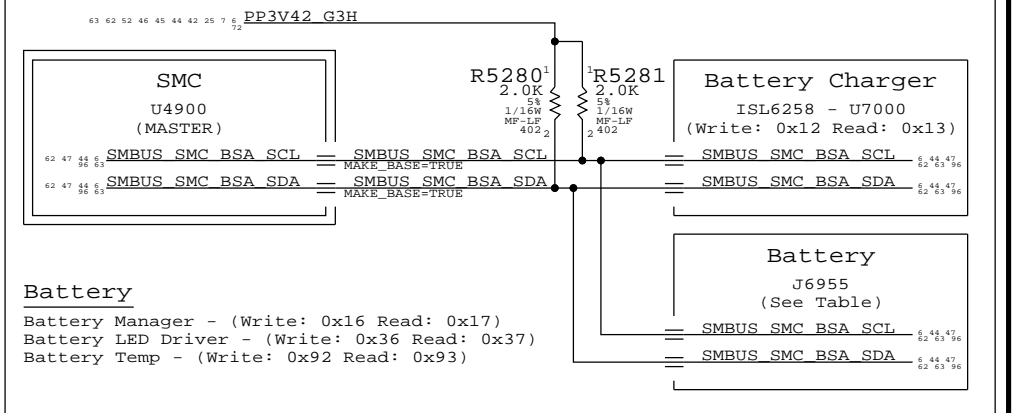 63 62 52 46 45 44 42 25 7 6 PP3V42_G3H
72
SMC
U4900
(MASTER)
62 47 44 6 SMBUS_SMC_BSA_SCL
96 63
62 47 44 6 SMBUS_SMC_BSA_SDA
96 63
SMBUS_SMC_BSA_SCL
MAKE_BASE=TRUE
SMBUS_SMC_BSA_SDA
MAKE_BASE=TRUE
R5280 1
2.0K
5%
1/16W
MF-LF
402 2
1 R5281
2.0K
5%
1/16W
MF-LF
2 402
Battery Charger
ISL6258 - U7000
(Write: 0x12 Read: 0x13)
SMBUS_SMC_BSA_SCL 6 44 47
62 63 96
SMBUS_SMC_BSA_SDA 6 44 47
62 63 96
Battery
J6955
(See Table)
SMBUS_SMC_BSA_SCL 6 44 47
62 63 96
SMBUS_SMC_BSA_SDA 6 44 47
62 63 96
Battery
Battery Manager - (Write: 0x16 Read: 0x17)
Battery LED Driver - (Write: 0x36 Read: 0x37)
Battery Temp - (Write: 0x92 Read: 0x93)